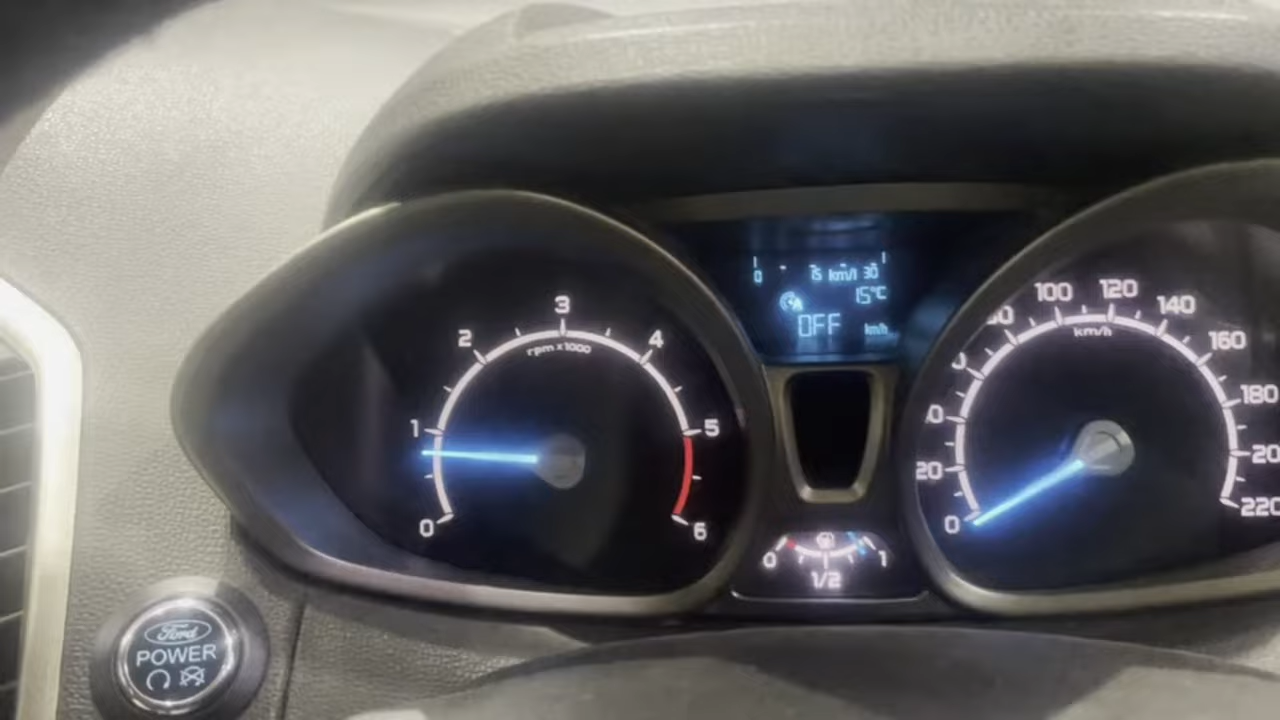 0 1 2 3 4 5 6
rpm x 1000
0 15 km/l 30
15°C
OFF km/h
0 1/2 1
0 20 100 120 140 160 180 220
km/h
Ford
POWER